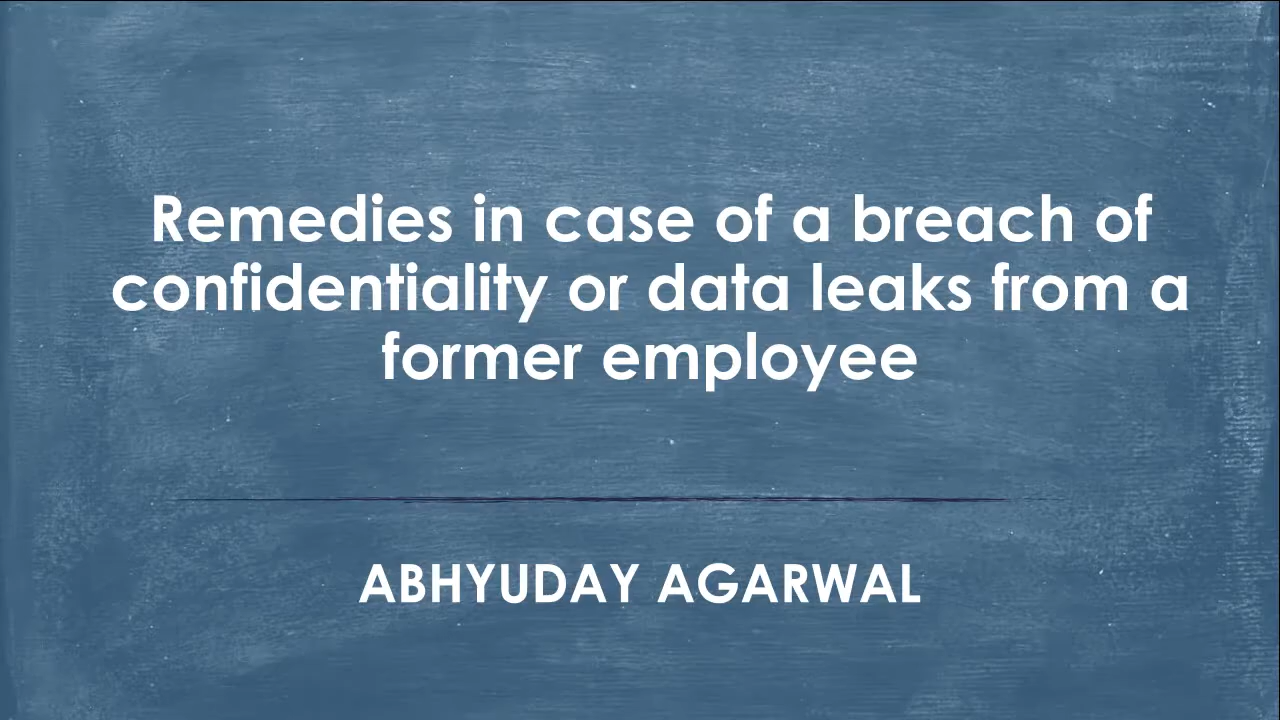 Remedies in case of a breach of
confidentiality or data leaks from a
former employee
ABHYUDAY AGARWAL